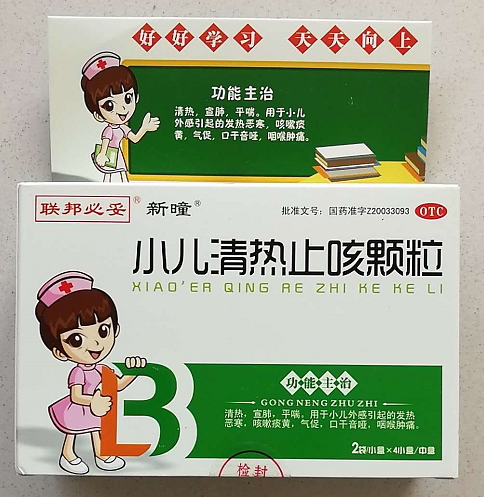 好好学习 天天向上
功能主治
清热，宣肺，平喘。用于小儿
外感引起的发热恶寒，咳嗽痰
黄，气促，口干音哑，咽喉肿痛。
联邦必妥® 新瞳® 批准文号：国药准字Z20033093 OTC
小儿清热止咳颗粒
XIAO'ER QING RE ZHI KE KE LI
B
功能主治
GONG NENG ZHU ZHI
清热，宣肺，平喘。用于小儿外感引起的发热
恶寒，咳嗽痰黄，气促，口干音哑，咽喉肿痛。
2袋/小盒×4小盒/中盒
检封